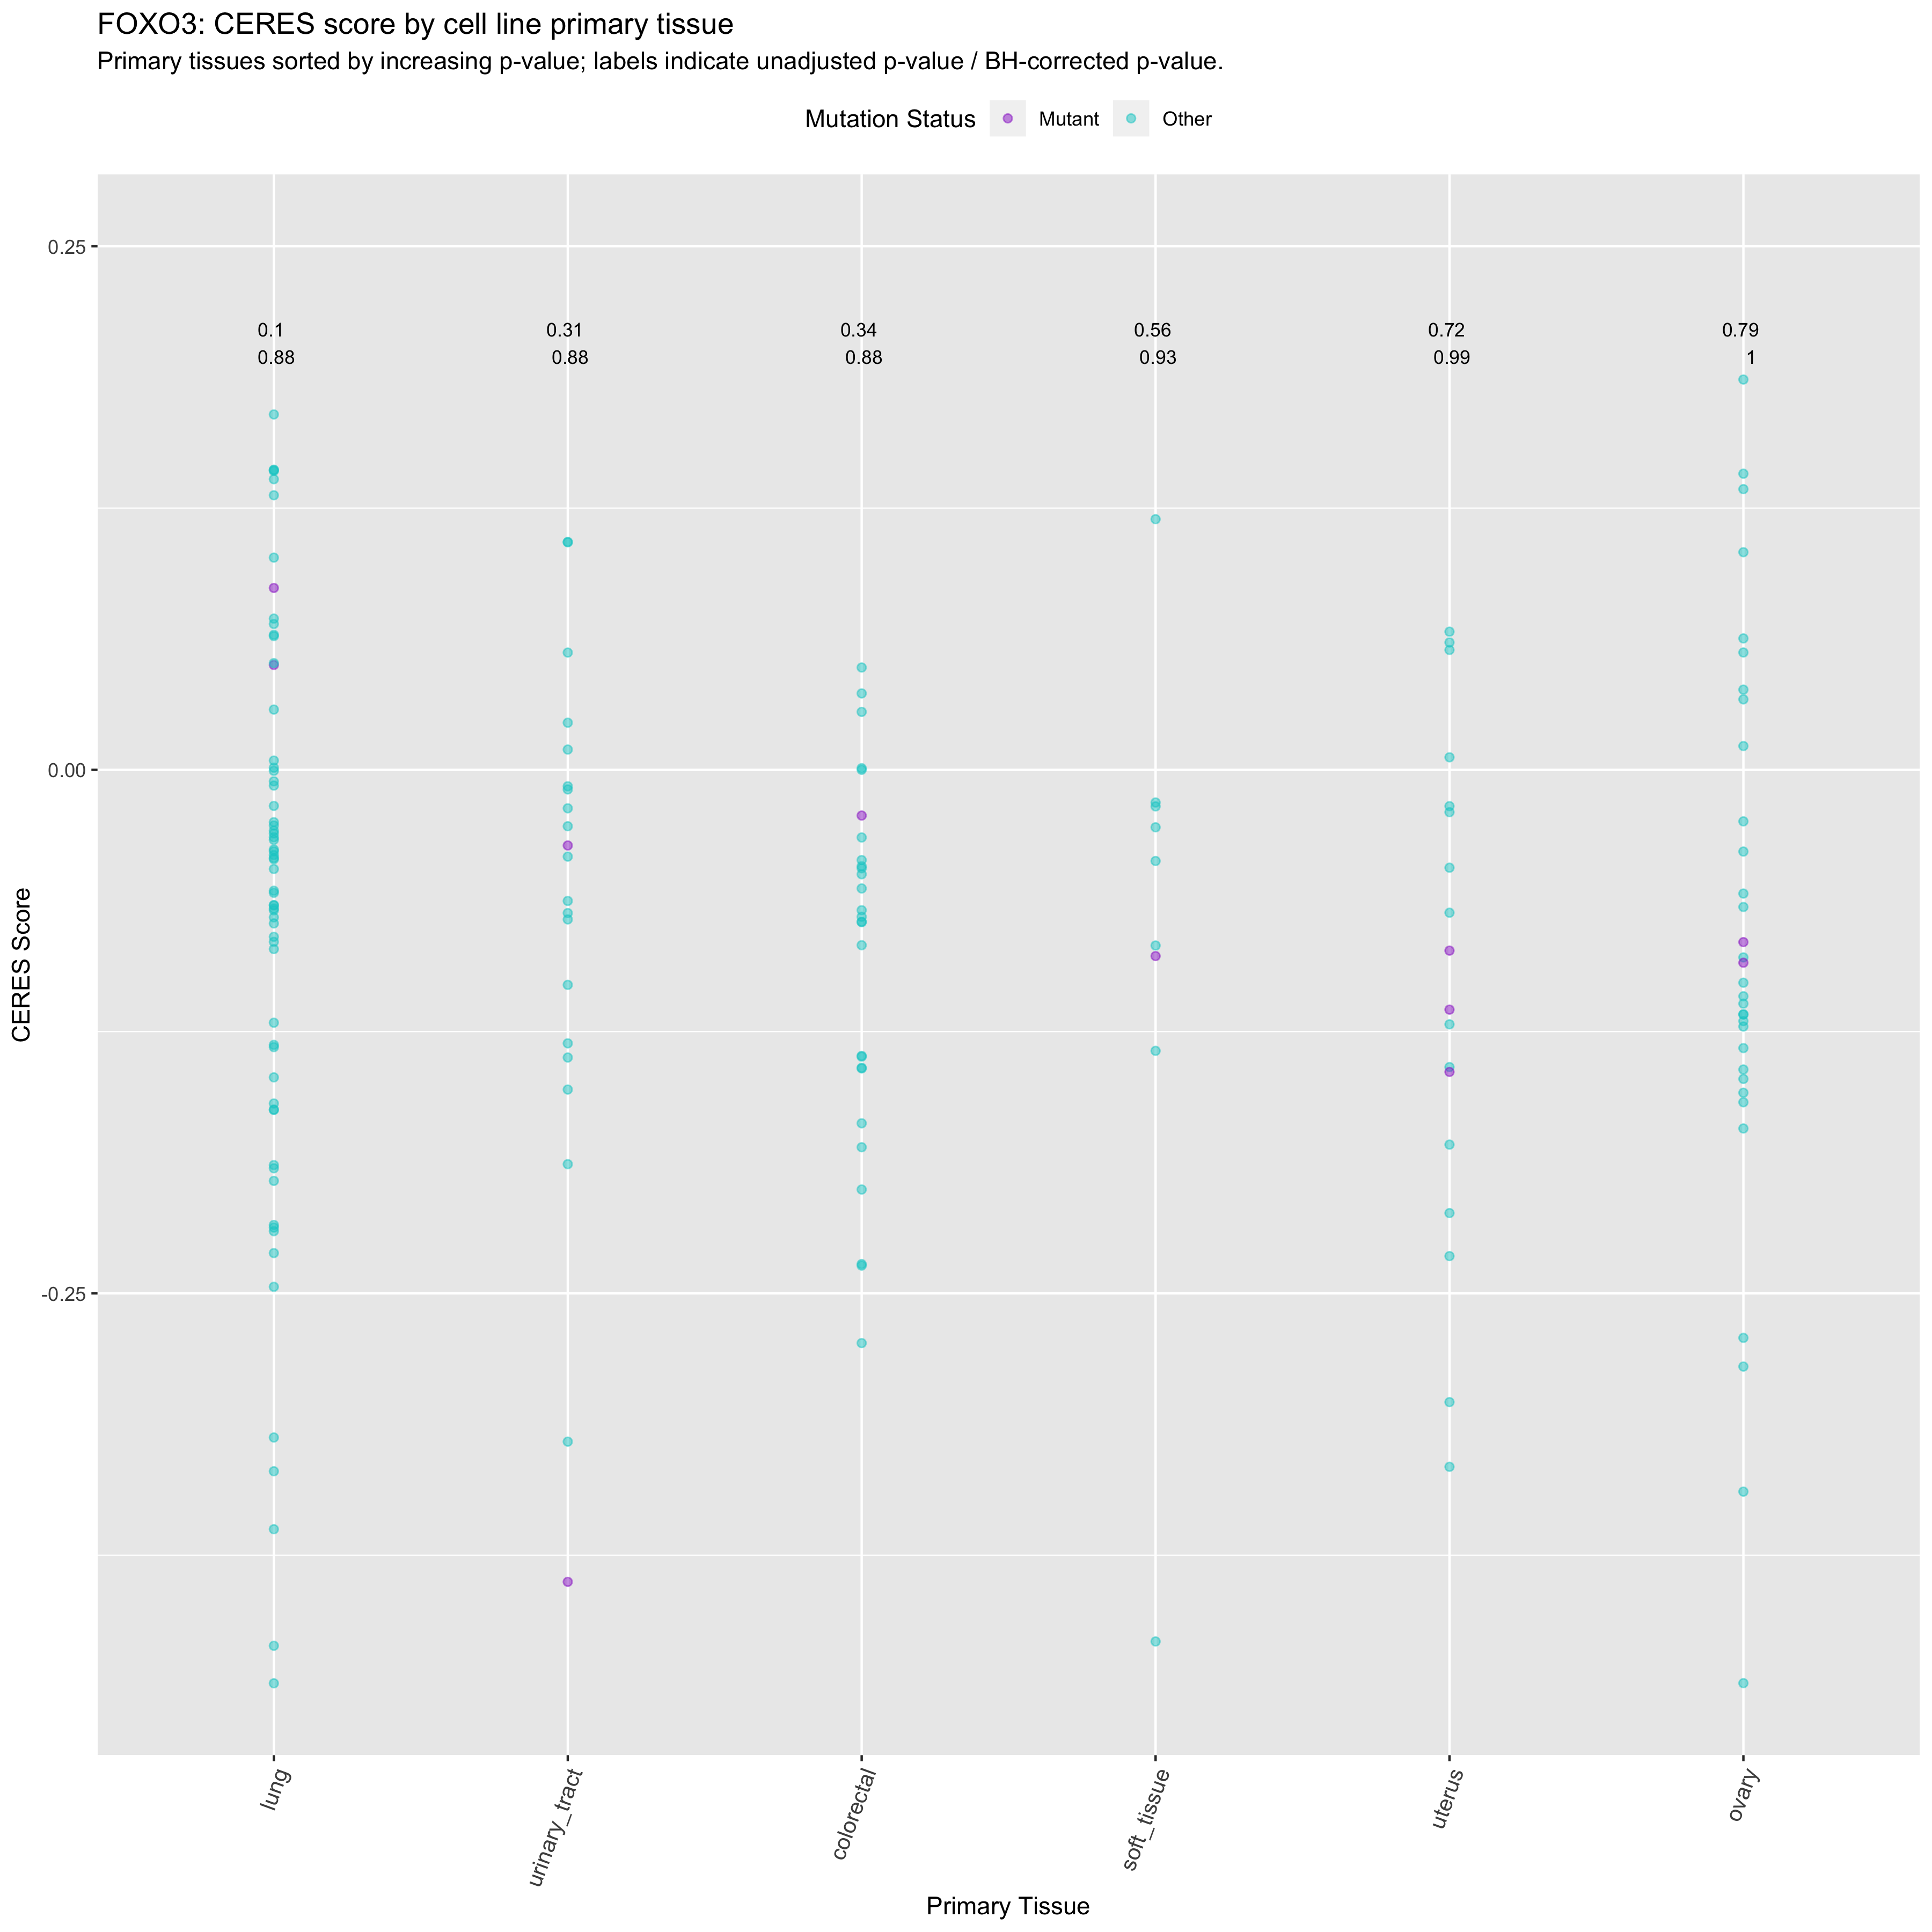 FOXO3: CERES score by cell line primary tissue
Primary tissues sorted by increasing p-value; labels indicate unadjusted p-value / BH-corrected p-value.
Mutation Status Mutant Other
0.25
0.1 0.31 0.34 0.56 0.72 0.79
0.88 0.88 0.88 0.93 0.99 1
0.00
CERES Score
-0.25
lung urinary_tract colorectal soft_tissue uterus ovary
Primary Tissue